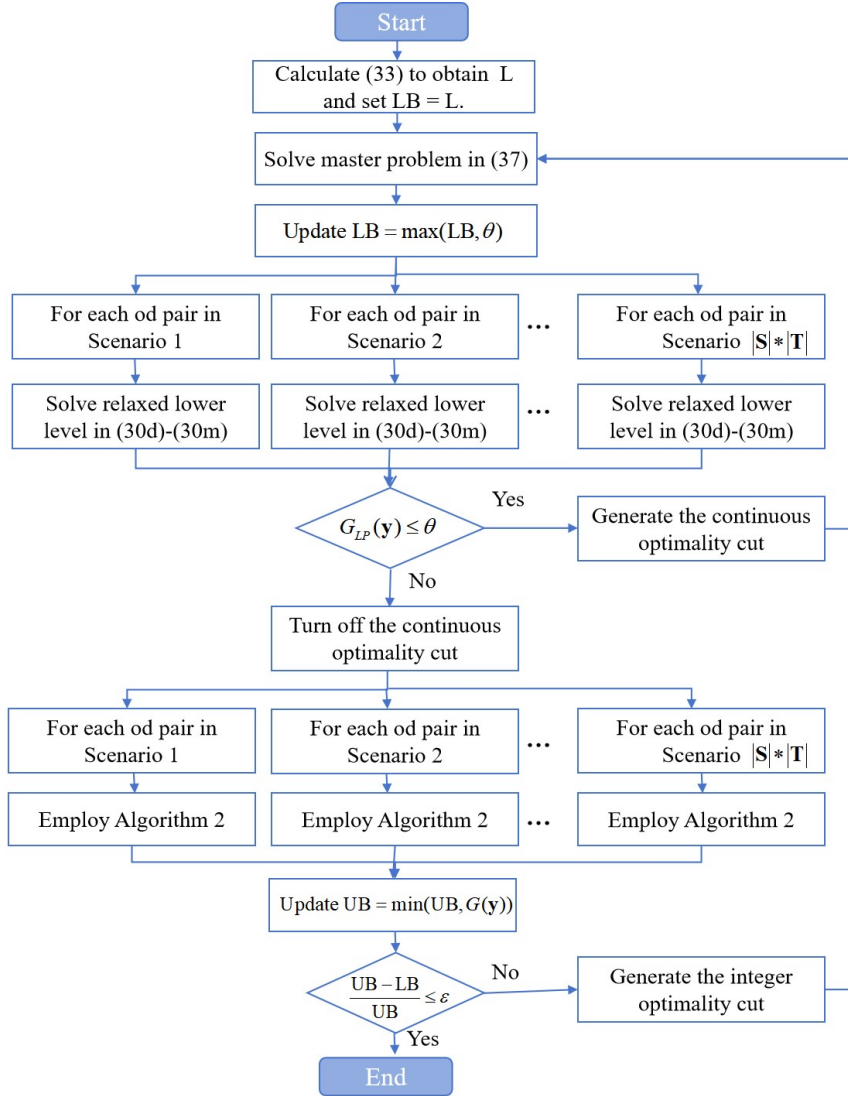 Start
Calculate (33) to obtain L
and set LB = L.
Solve master problem in (37)
Update LB = max(LB, θ)
For each od pair in
Scenario 1
For each od pair in
Scenario 2
...
For each od pair in
Scenario |S|*|T|
Solve relaxed lower
level in (30d)-(30m)
Solve relaxed lower
level in (30d)-(30m)
...
Solve relaxed lower
level in (30d)-(30m)
G_LP(y) ≤ θ
Yes
Generate the continuous
optimality cut
No
Turn off the continuous
optimality cut
For each od pair in
Scenario 1
For each od pair in
Scenario 2
...
For each od pair in
Scenario |S|*|T|
Employ Algorithm 2
Employ Algorithm 2
...
Employ Algorithm 2
Update UB = min(UB, G(y))
UB – LB
UB
≤ ε
No
Generate the integer
optimality cut
Yes
End